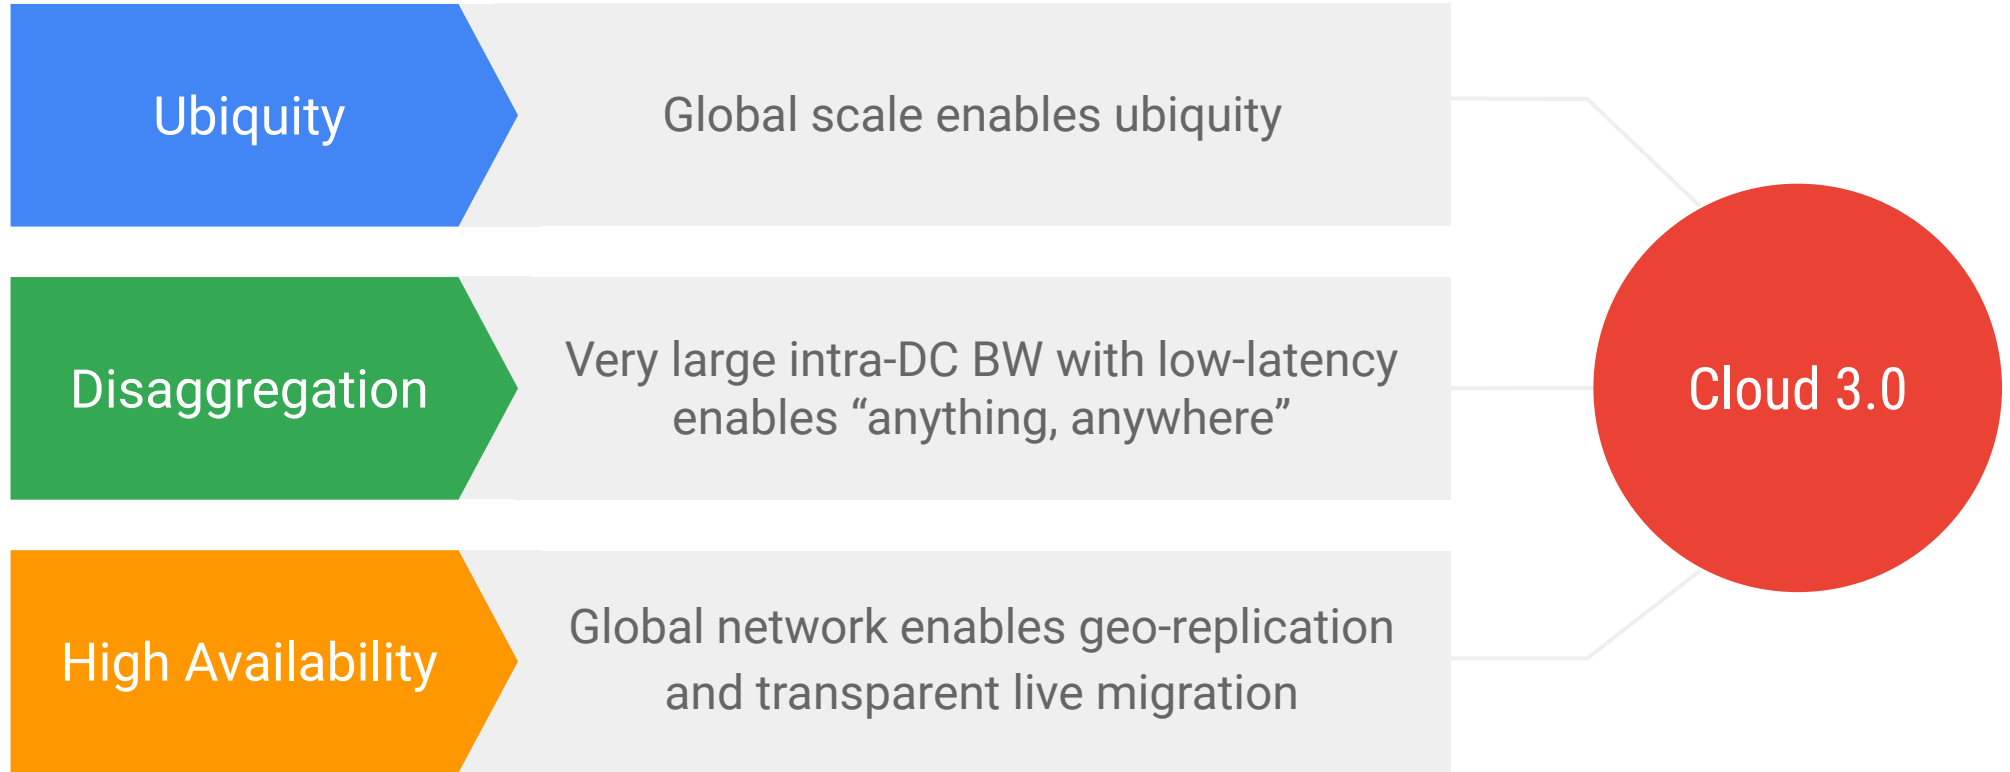 Ubiquity
Global scale enables ubiquity
Disaggregation
Very large intra-DC BW with low-latency
enables “anything, anywhere”
High Availability
Global network enables geo-replication
and transparent live migration
Cloud 3.0